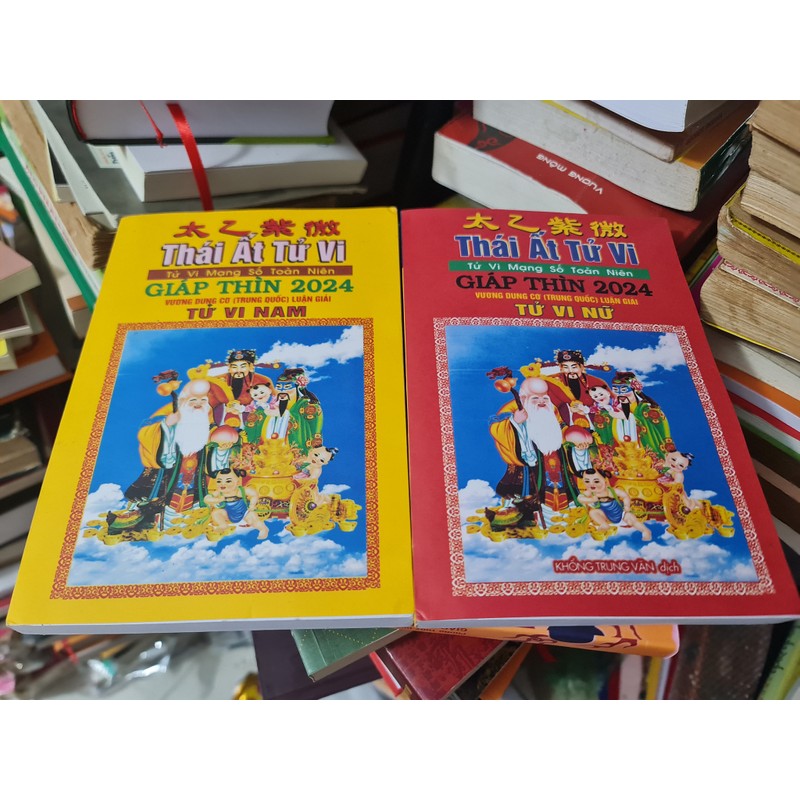 太乙紫微
Thái Ất Tử Vi
Tử Vi Mạng Số Toàn Niên
GIÁP THÌN 2024
VƯƠNG DUNG CƠ (TRUNG QUỐC) LUẬN GIẢI
TỬ VI NAM
太乙紫微
Thái Ất Tử Vi
Tử Vi Mạng Số Toàn Niên
GIÁP THÌN 2024
VƯƠNG DUNG CƠ (TRUNG QUỐC) LUẬN GIẢI
TỬ VI NỮ
KHỔNG TRUNG VÂN dịch
VƯỢNG MỘNG